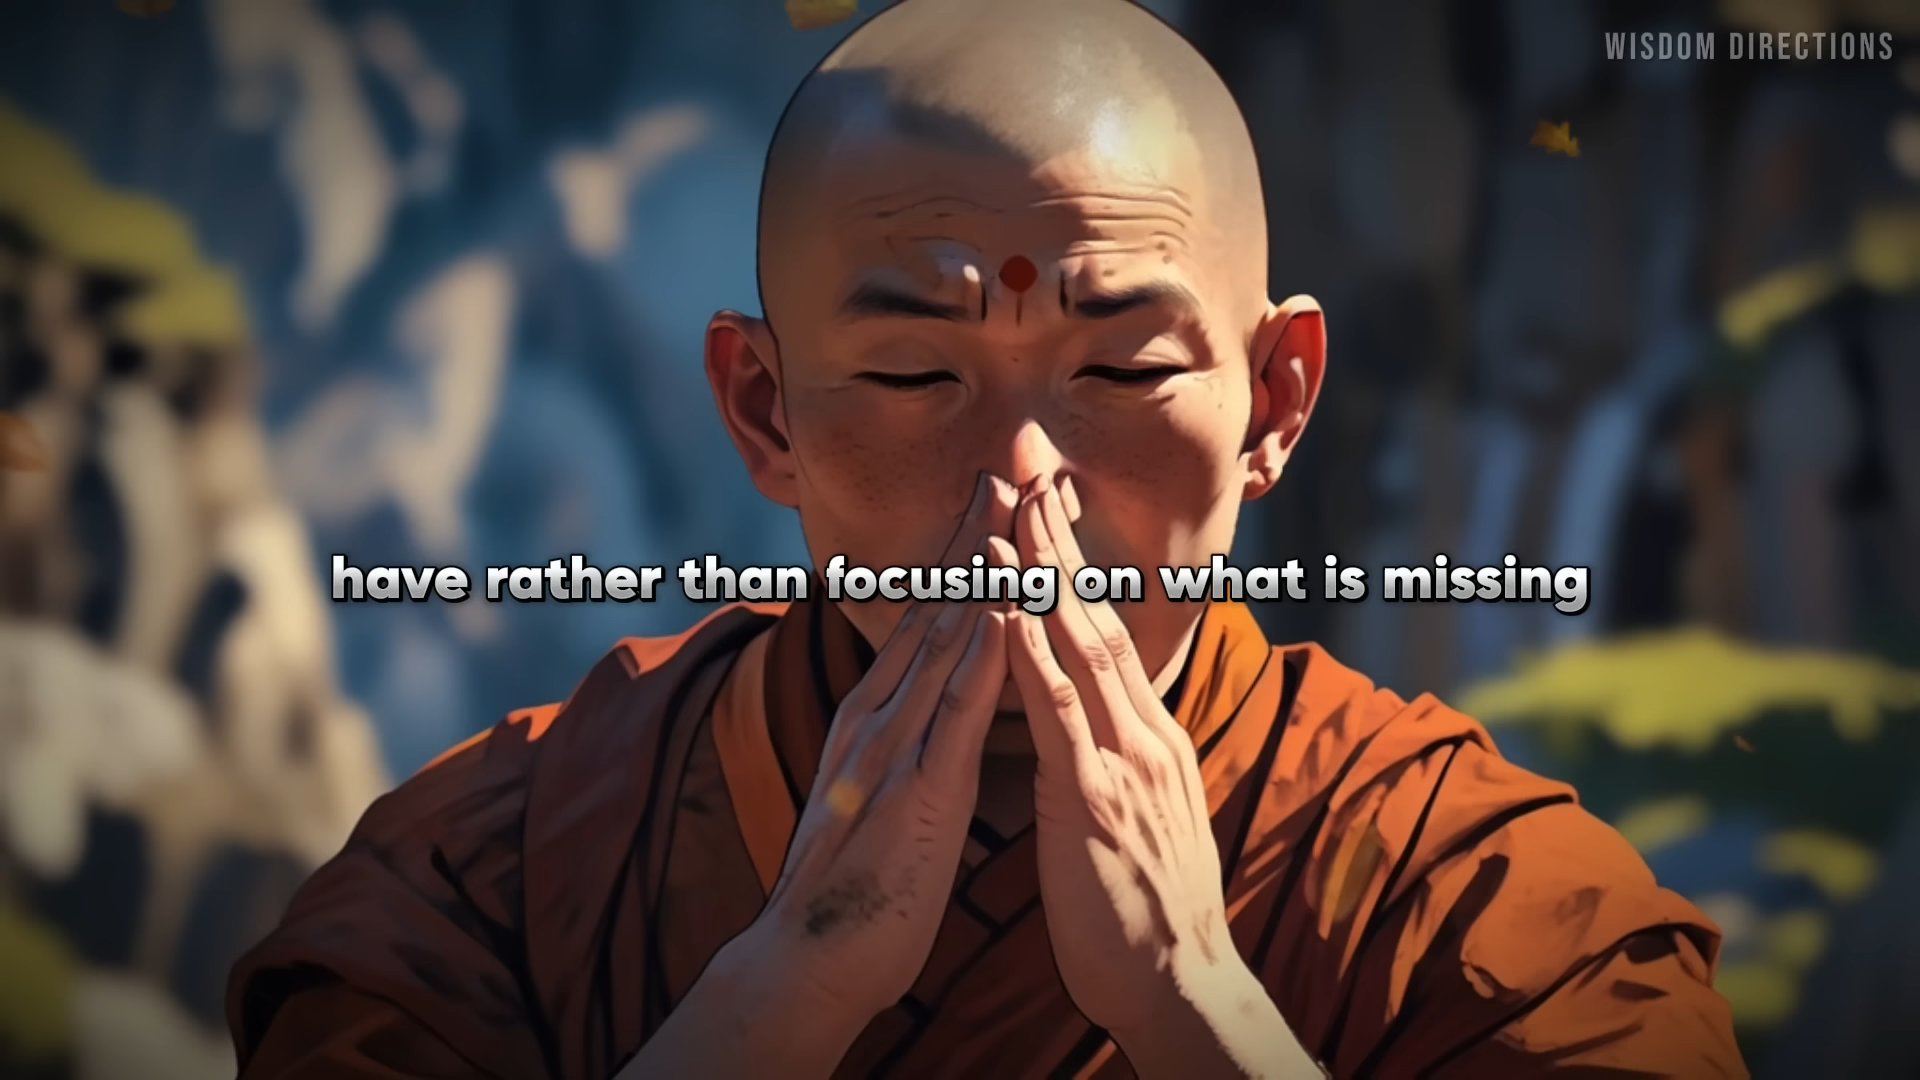 WISDOM DIRECTIONS
have rather than focusing on what is missing